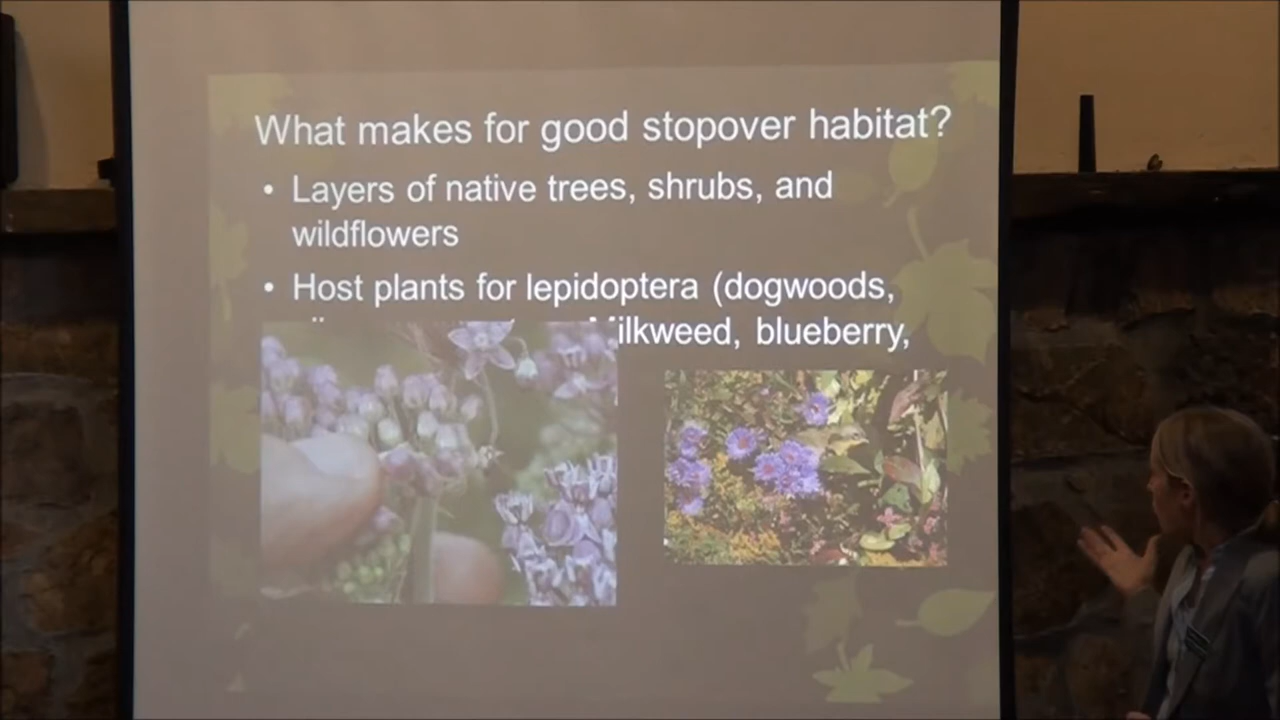 What makes for good stopover habitat?
• Layers of native trees, shrubs, and
wildflowers
• Host plants for lepidoptera (dogwoods,
Milkweed, blueberry,